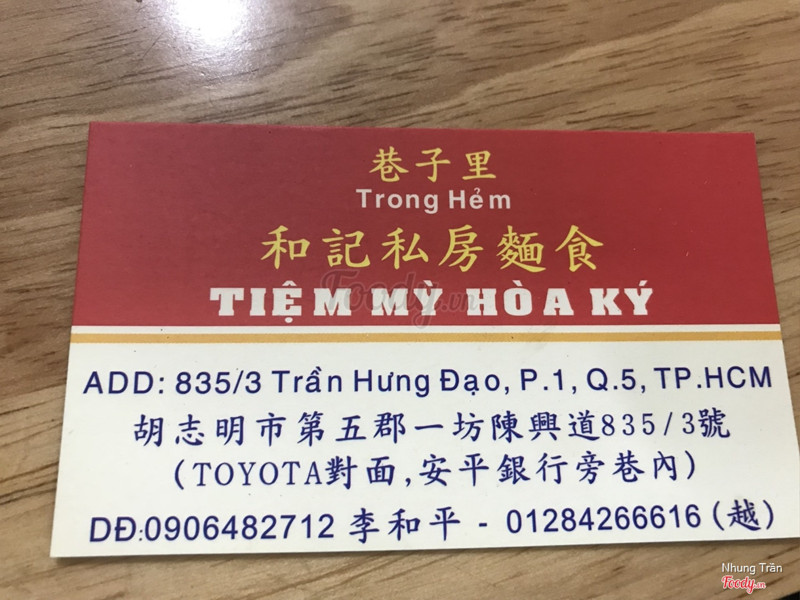 巷子里
Trong Hẻm
和記私房麵食
TIỆM MỲ HÒA KÝ
Foody.vn
ADD: 835/3 Trần Hưng Đạo, P.1, Q.5, TP.HCM
胡志明市第五郡一坊陳興道835/3號
(TOYOTA對面,安平銀行旁巷內)
DĐ:0906482712 李和平 - 01284266616 (越)
Nhung Trần
Foody.vn